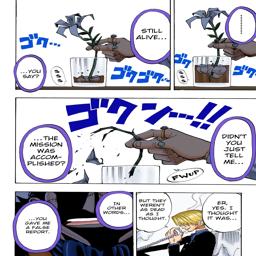 .........
ゴク
ゴク...
STILL
ALIVE...
ゴク...
...YOU
SAY?
ゴクン...!!
DIDN'T
YOU JUST
TELL
ME...
FWUP
...THE
MISSION
WAS
ACCOM-
PLISHED?
ER,
YES. I
THOUGHT
IT WAS...
BUT THEY
WEREN'T
AS DEAD
AS I
THOUGHT.
IN
OTHER
WORDS...
...YOU
GAVE ME
A FALSE
REPORT.